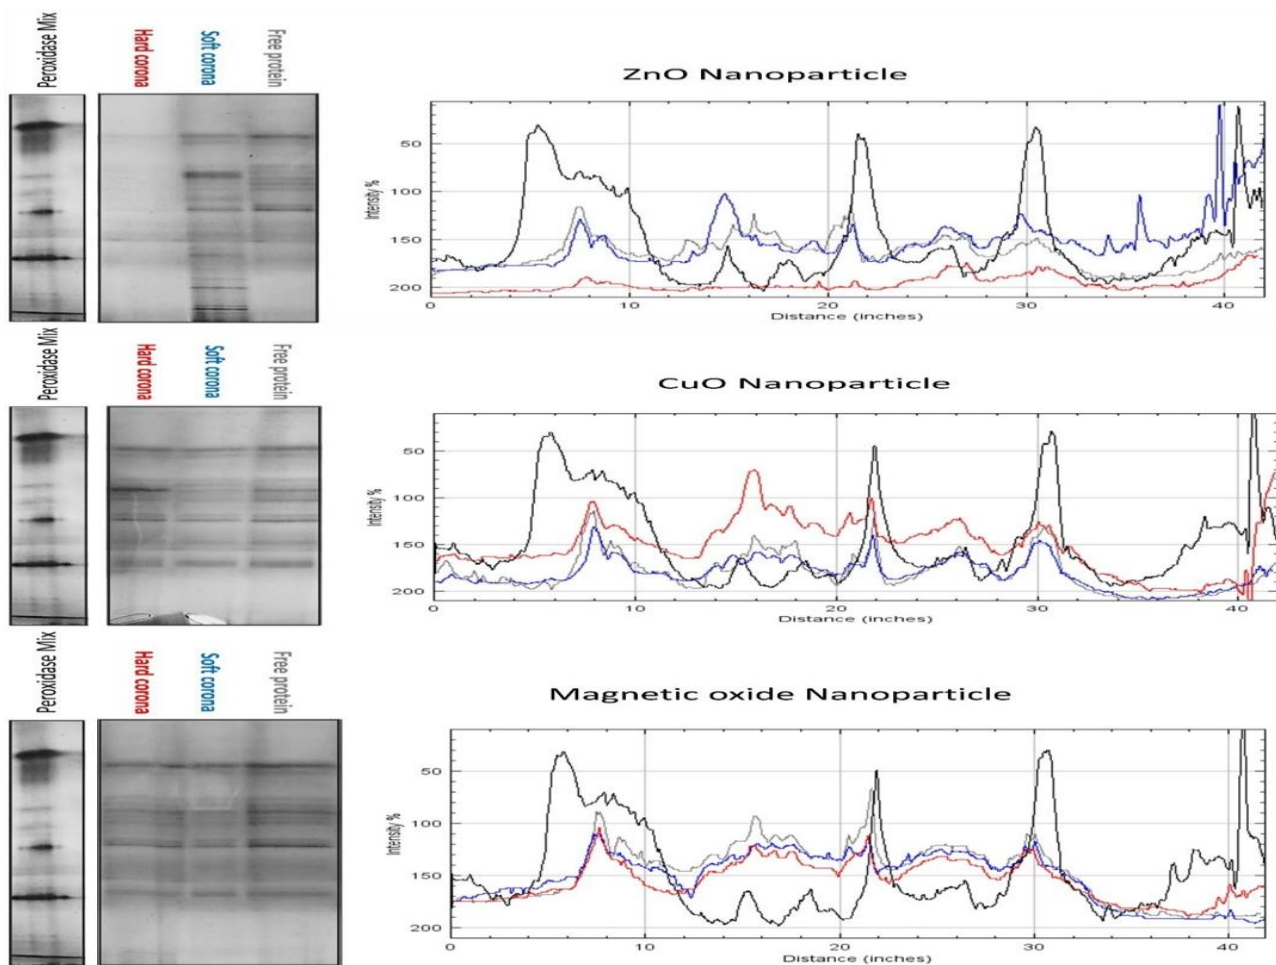 Peroxidase Mix
Hard corona
Soft corona
Free protein
ZnO Nanoparticle
Intensity %
50
100
150
200
0 10 20 30 40
Distance (inches)
Peroxidase Mix
Hard corona
Soft corona
Free protein
CuO Nanoparticle
Intensity %
50
100
150
200
0 10 20 30 40
Distance (inches)
Peroxidase Mix
Hard corona
Soft corona
Free protein
Magnetic oxide Nanoparticle
Intensity %
50
100
150
200
0 10 20 30 40
Distance (inches)